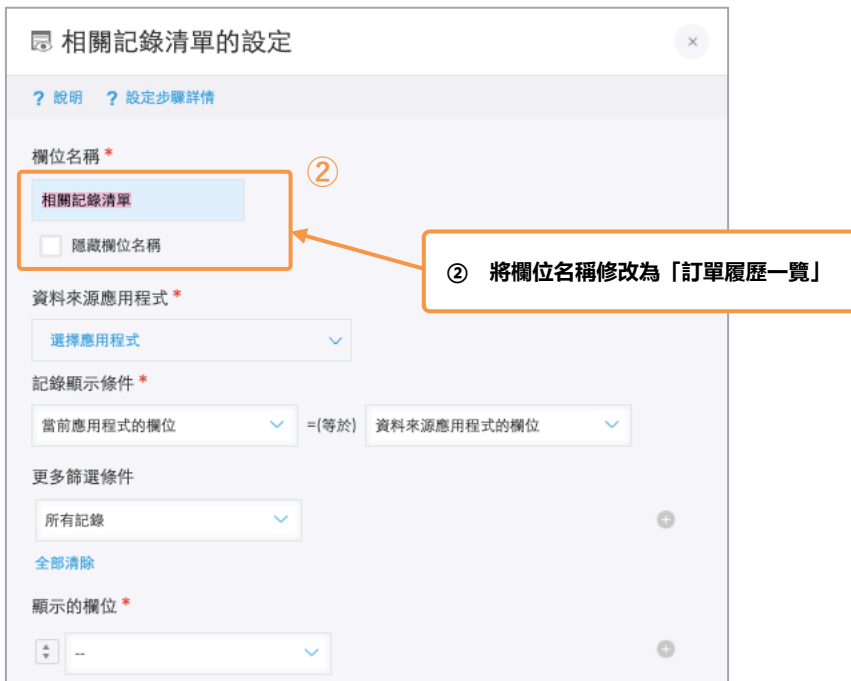 相關記錄清單的設定
×
? 說明 ? 設定步驟詳情
欄位名稱 *
②
相關記錄清單
隱藏欄位名稱
② 將欄位名稱修改為「訂單履歷一覽」
資料來源應用程式 *
選擇應用程式
記錄顯示條件 *
當前應用程式的欄位 =(等於) 資料來源應用程式的欄位
更多篩選條件
所有記錄
全部清除
顯示的欄位 *
--